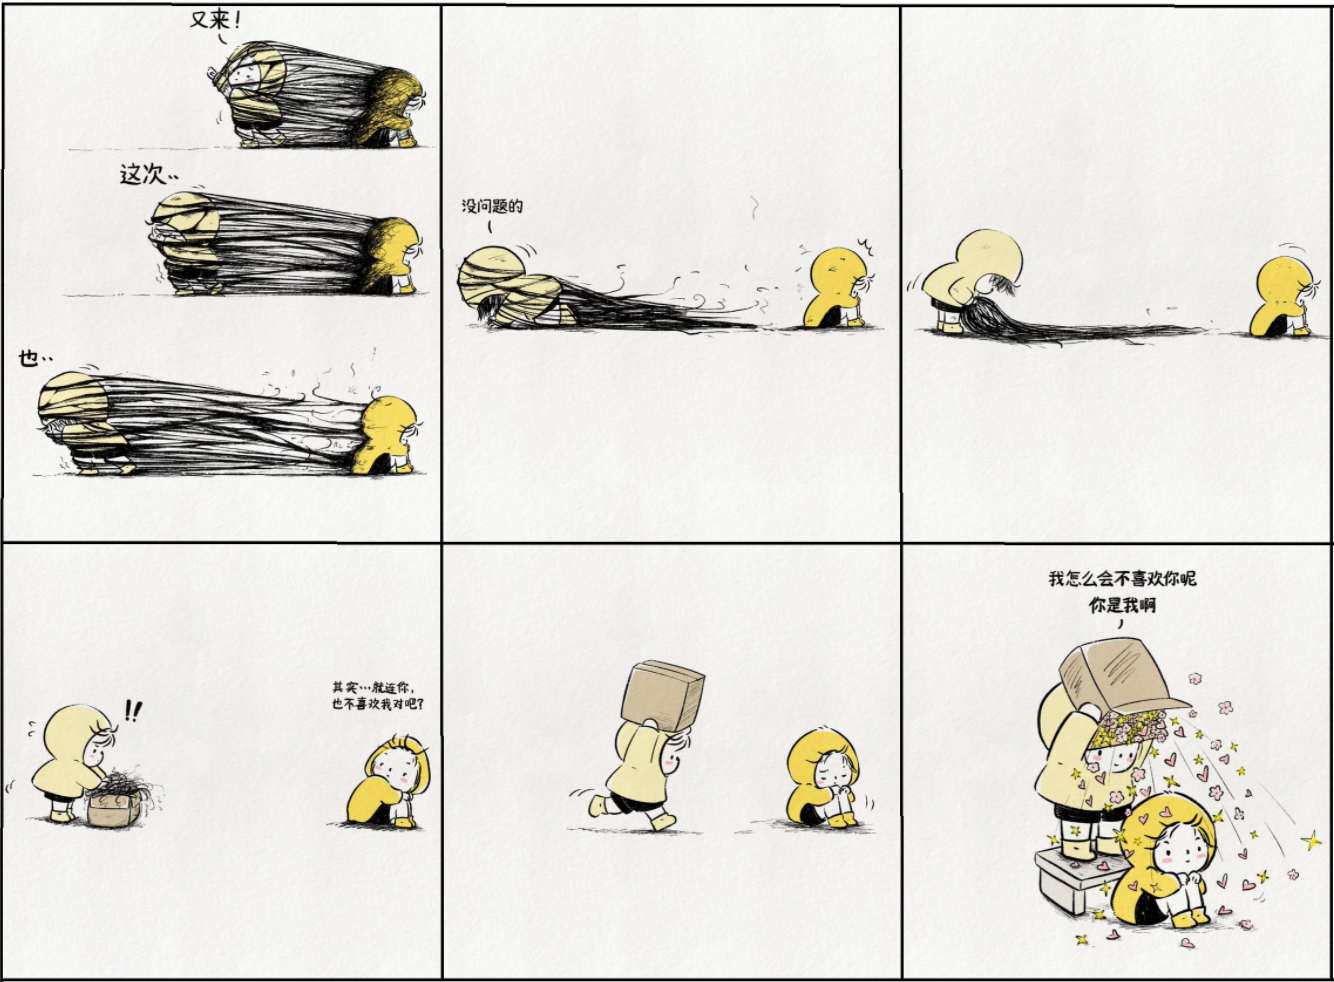 又来！
这次..
也..
没问题的
!!
其实…就连你，
也不喜欢我对吧?
我怎么会不喜欢你呢
你是我啊